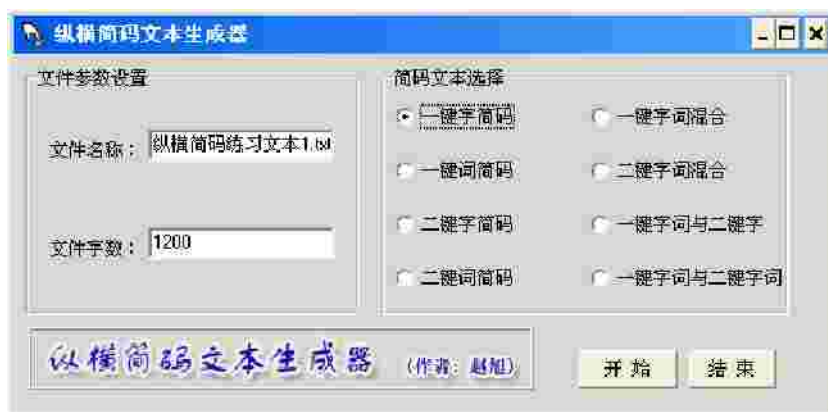 纵横简码文本生成器
文件参数设置
文件名称： 纵横简码练习文本1.txt
文件字数： 1200
简码文本选择
一键字简码 一键字词混合
一键词简码 二键字词混合
二键字简码 一键字词与二键字
二键词简码 一键字词与二键字词
纵横简码文本生成器 (作者：赵旭)
开始 结束